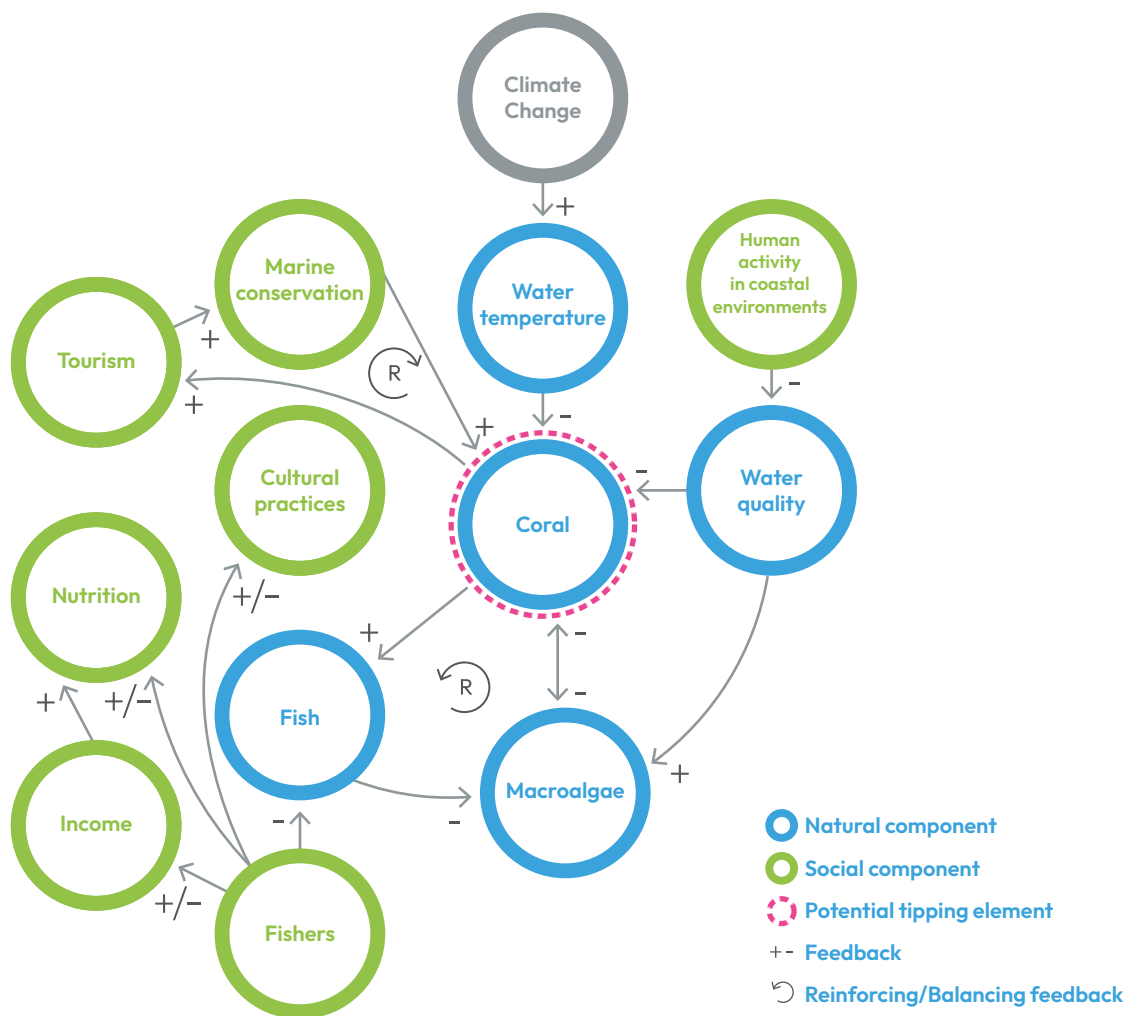 Climate
Change
+
Marine
conservation
Water
temperature
Human
activity
in coastal
environments
Tourism
+
R
-
-
+
+
Cultural
practices
-
Water
quality
Coral
Nutrition
+/-
+
-
R
+
+/-
-
Fish
+
Macroalgae
Income
-
-
+/-
Fishers
Natural component
Social component
Potential tipping element
+ - Feedback
Reinforcing/Balancing feedback